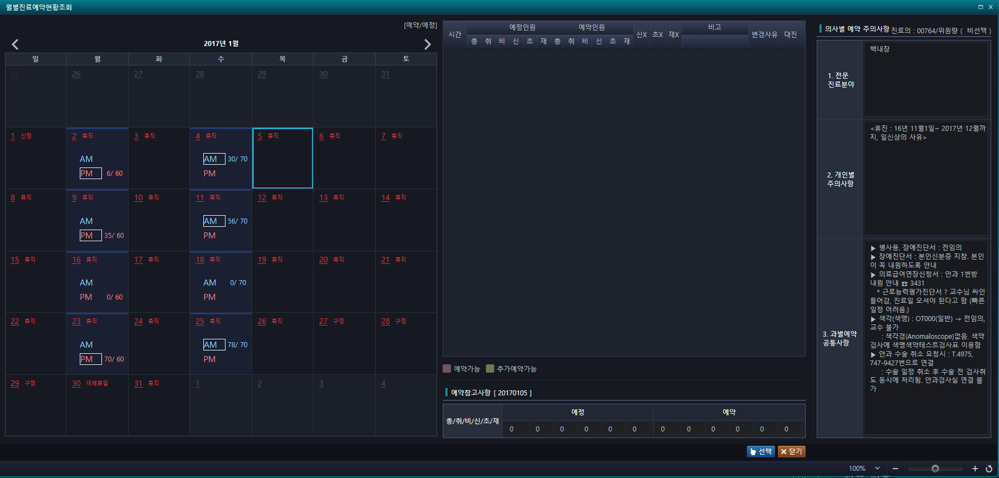 월별진료예약현황조회
[예약/예정]
2017년 1월
일 월 화 수 목 금 토
25 26 27 28 29 30 31
1 신정 2 휴직 3 휴직 4 휴직 5 휴직 6 휴직 7 휴직
AM AM 30/ 70
PM 6/ 60 PM
8 휴직 9 휴직 10 휴직 11 휴직 12 휴직 13 휴직 14 휴직
AM AM 56/ 70
PM 35/ 60 PM
15 휴직 16 휴직 17 휴직 18 휴직 19 휴직 20 휴직 21 휴직
AM AM 0/ 70
PM 0/ 60 PM
22 휴직 23 휴직 24 휴직 25 휴직 26 휴직 27 구정 28 구정
AM AM 78/ 70
PM 70/ 60 PM
29 구정 30 대체휴일 31 휴직 1 2 3 4
시간 예정인원 예약인원 신X 초X 재X 비고 변경사유 대진
총 취 비 신 초 재 총 취 비 신 초 재
예약가능 추가예약가능
예약참고사항 [ 20170105 ]
총/취/비/신/초/재 예정 예약
0 0 0 0 0 0 0 0 0 0 0 0
의사별 예약 주의사항 진료의 : 00764/위원량 ( 비선택 )
1. 전문
진료분야
백내장
2. 개인별
주의사항
<휴진 : 16년 11월1일~ 2017년 12월까
지, 일신상의 사유>
3. 과별예약
공통사항
▶ 병사용, 장애진단서 : 전임의
▶ 장애진단서 : 본인신분증 지참. 본인
이 꼭 내원하도록 안내
▶ 의료급여연장신청서 : 안과 1번방
내원 안내 ☎ 3431
* 근로능력평가진단서 ? 교수님 싸인
들어감, 진료일 오셔야 된다고 함 (빠른
일정 어려움.)
▶ 색각(색맹) : OT000(일반) → 전임의,
교수 불가
: 색각경(Anomaloscope)없음. 색약
검사에 색맹색약테스트검사표 이용함
▶ 안과 수술 취소 요청시 : T.4975,
747-9427번으로 연결
: 수술 일정 취소 후 수술 전 검사취
도 동시에 처리됨. 안과검사실 연결 불
가
선택 닫기
100%